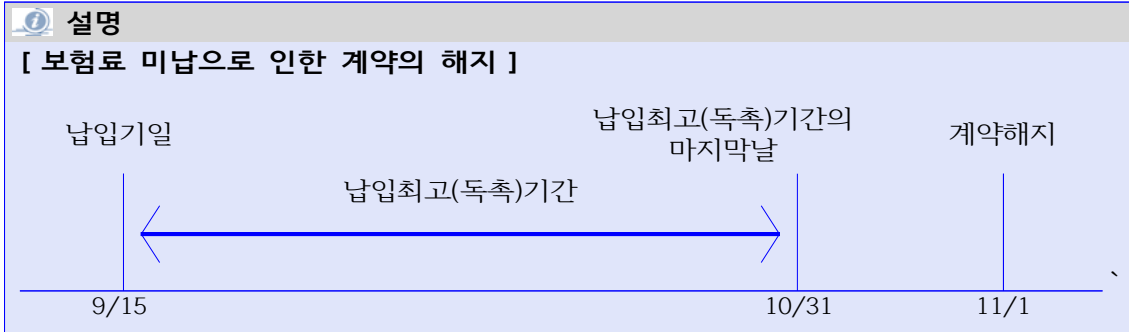 설명
[ 보험료 미납으로 인한 계약의 해지 ]
납입기일
납입최고(독촉)기간의
마지막날
계약해지
납입최고(독촉)기간
9/15
10/31
11/1